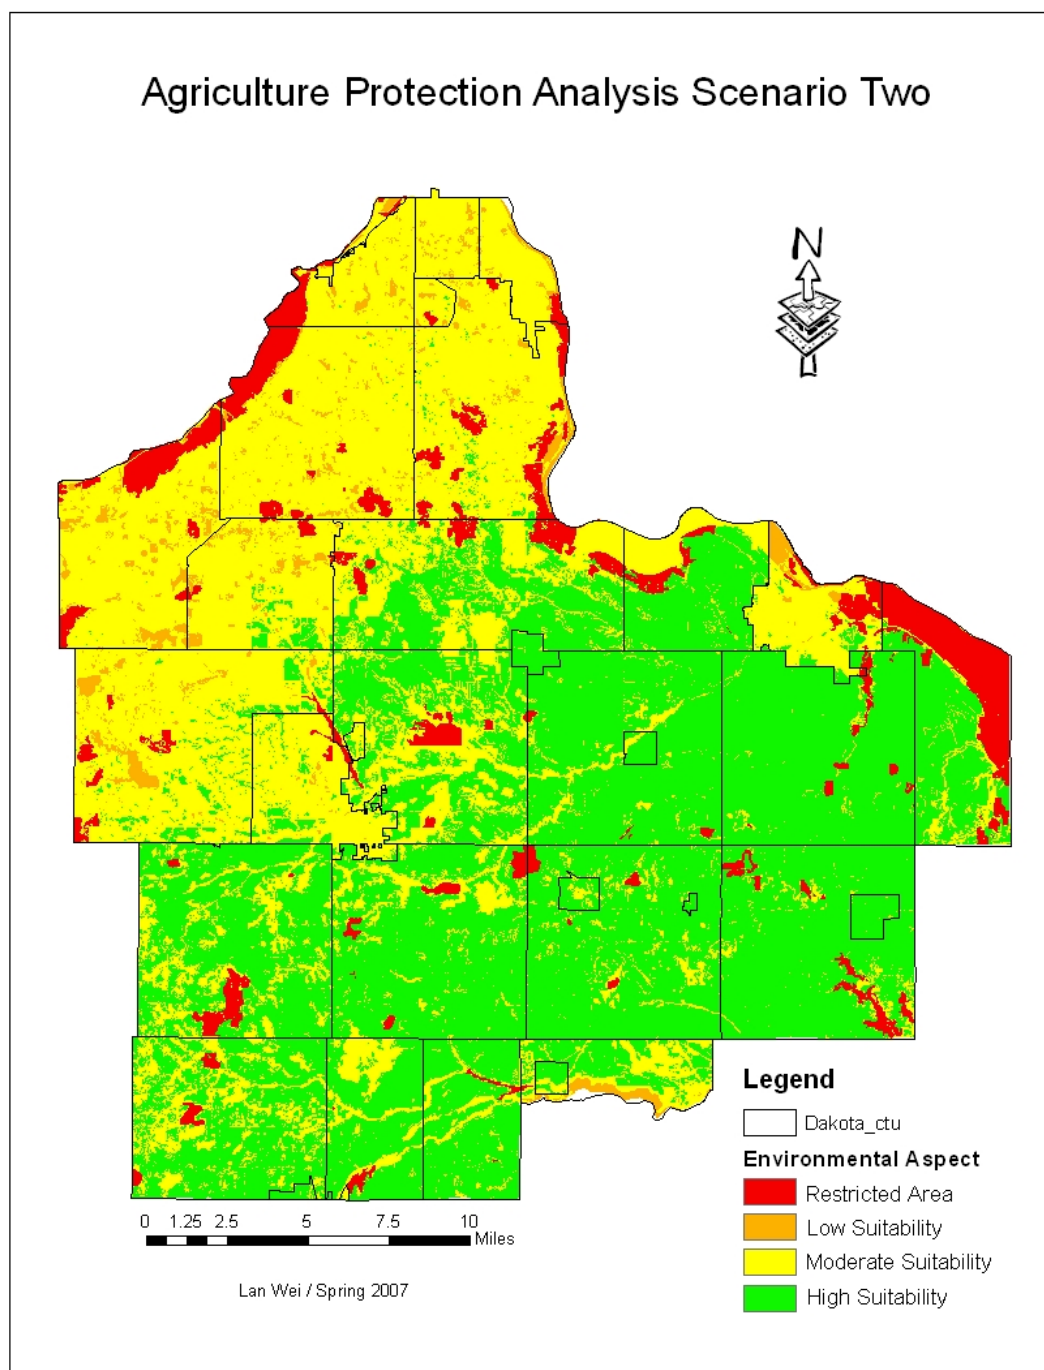 Agriculture Protection Analysis Scenario Two
N
Legend
Dakota_ctu
Environmental Aspect
Restricted Area
Low Suitability
Moderate Suitability
High Suitability
0 1.25 2.5 5 7.5 10
Miles
Lan Wei / Spring 2007